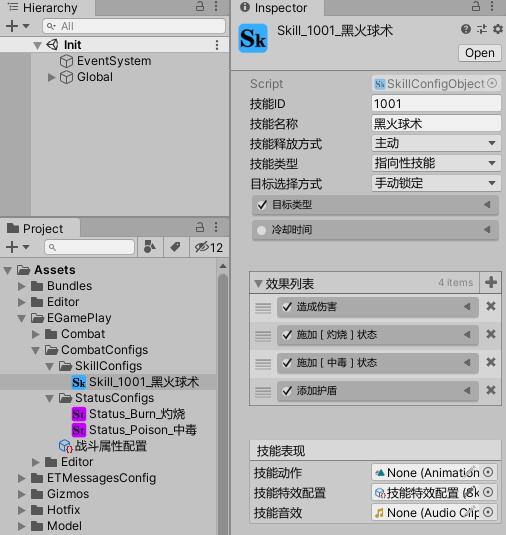 Hierarchy
All
Init
EventSystem
Global
Project
12
Assets
Bundles
Editor
EGamePlay
Combat
CombatConfigs
SkillConfigs
Sk Skill_1001_黑火球术
StatusConfigs
St Status_Burn_灼烧
St Status_Poison_中毒
战斗属性配置
Editor
ETMessagesConfig
Gizmos
Hotfix
Model
Inspector
Sk Skill_1001_黑火球术
Open
Script SkillConfigObject
技能ID 1001
技能名称 黑火球术
技能释放方式 主动
技能类型 指向性技能
目标选择方式 手动锁定
目标类型
冷却时间
效果列表 4 items
造成伤害
施加 [ 灼烧 ] 状态
施加 [ 中毒 ] 状态
添加护盾
技能表现
技能动作 None (Animation
技能特效配置 技能特效配置 (Sk
技能音效 None (Audio Clip